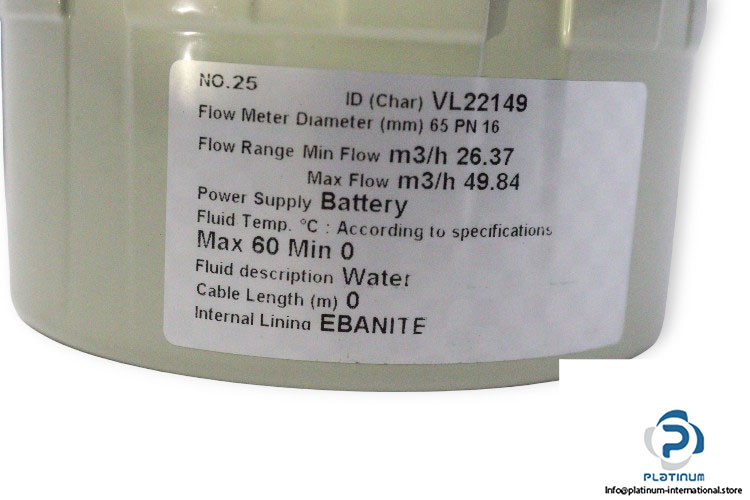 NO.25
ID (Char) VL22149
Flow Meter Diameter (mm) 65 PN 16
Flow Range Min Flow m3/h 26.37
Max Flow m3/h 49.84
Power Supply Battery
Fluid Temp. °C : According to specifications
Max 60 Min 0
Fluid description Water
Cable Length (m) 0
Internal Lining EBANITE
PLATINUM
Info@platinum-international.store